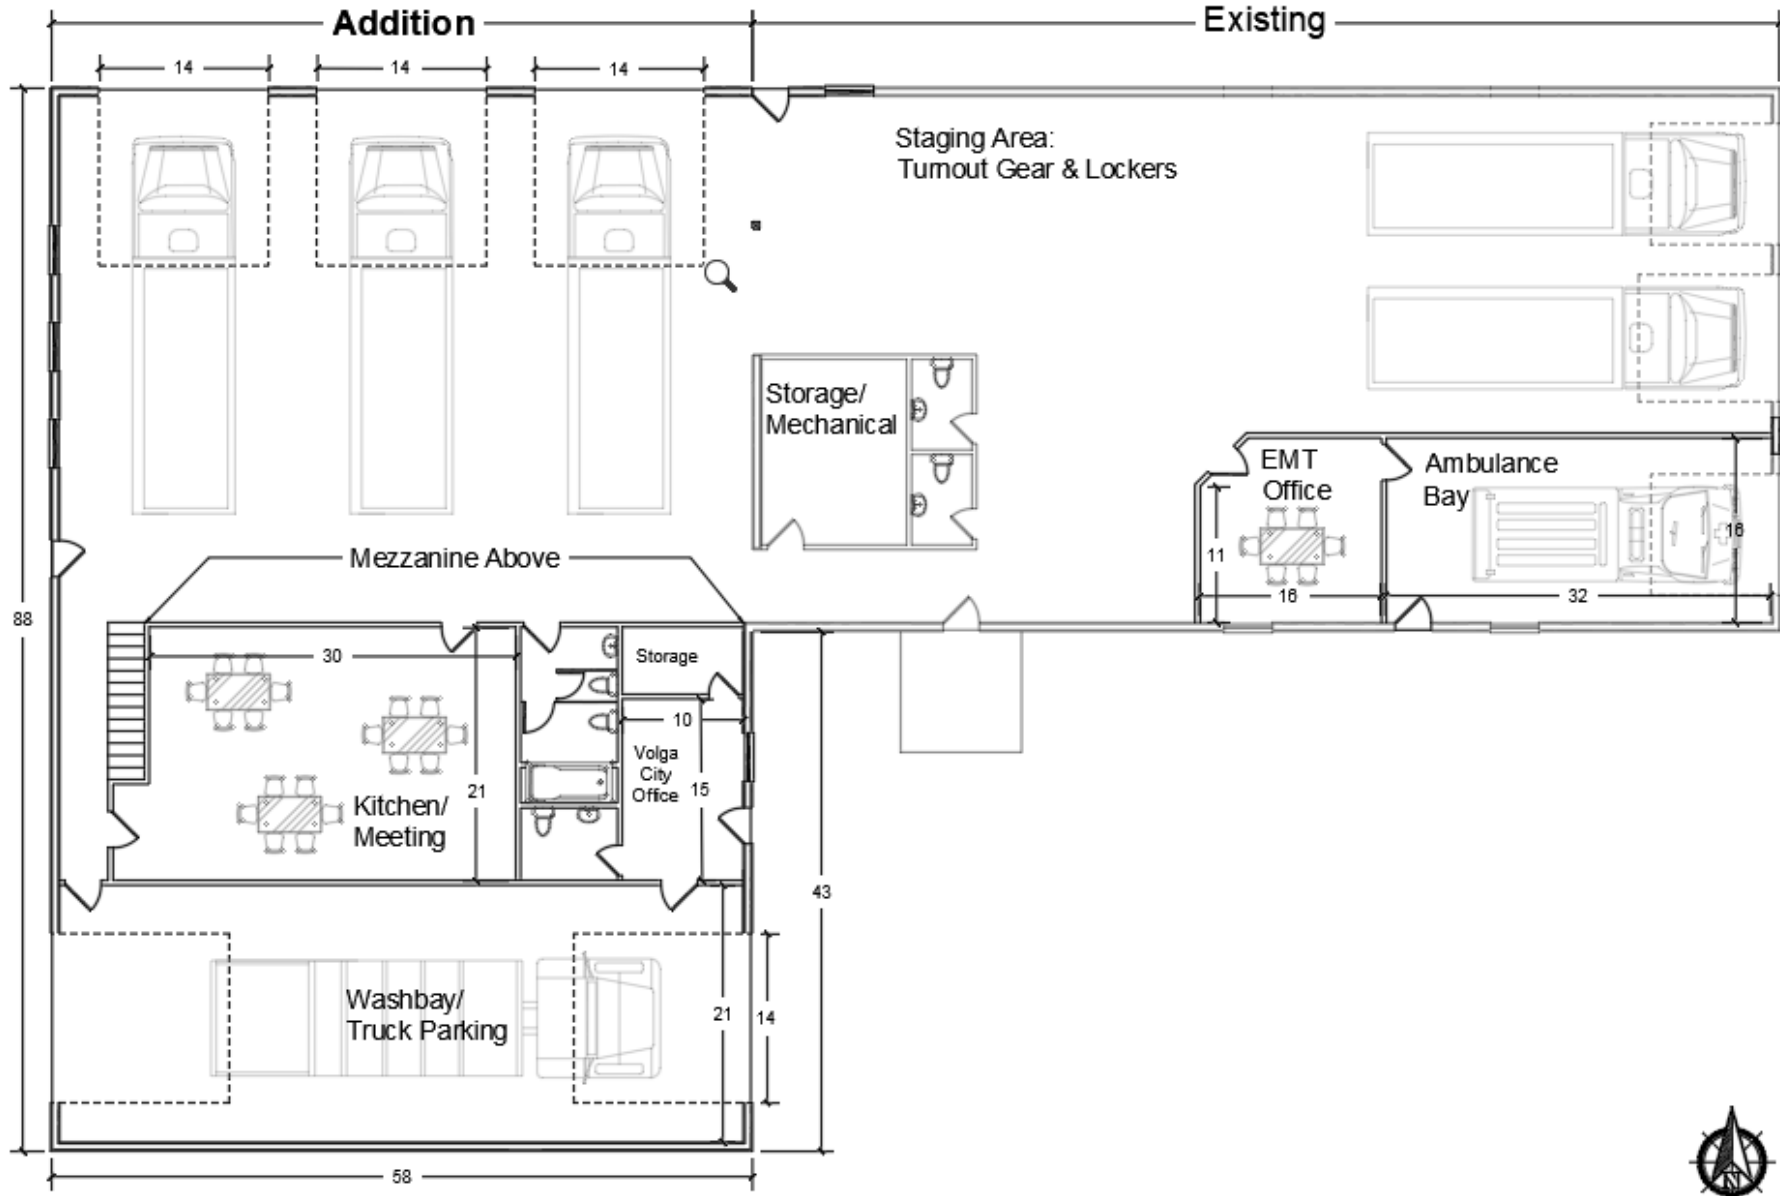 Addition
Existing
14
14
14
Staging Area:
Turnout Gear & Lockers
Storage/
Mechanical
EMT
Office
Ambulance
Bay
16
11
16
32
Mezzanine Above
88
30
Storage
10
Volga
City
Office
15
21
Kitchen/
Meeting
43
Washbay/
Truck Parking
21
14
58
N